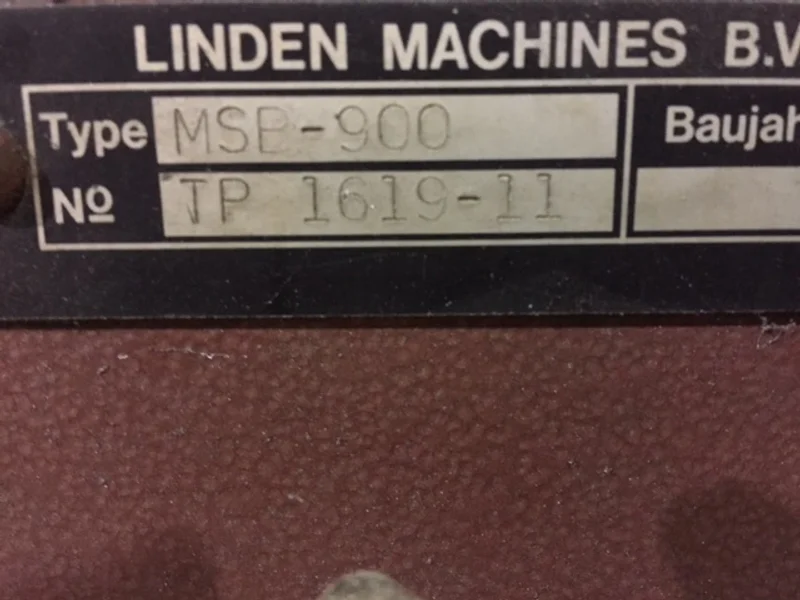 LINDEN MACHINES B.V
Type MSB-900 Baujah
Nº TP 1619-11